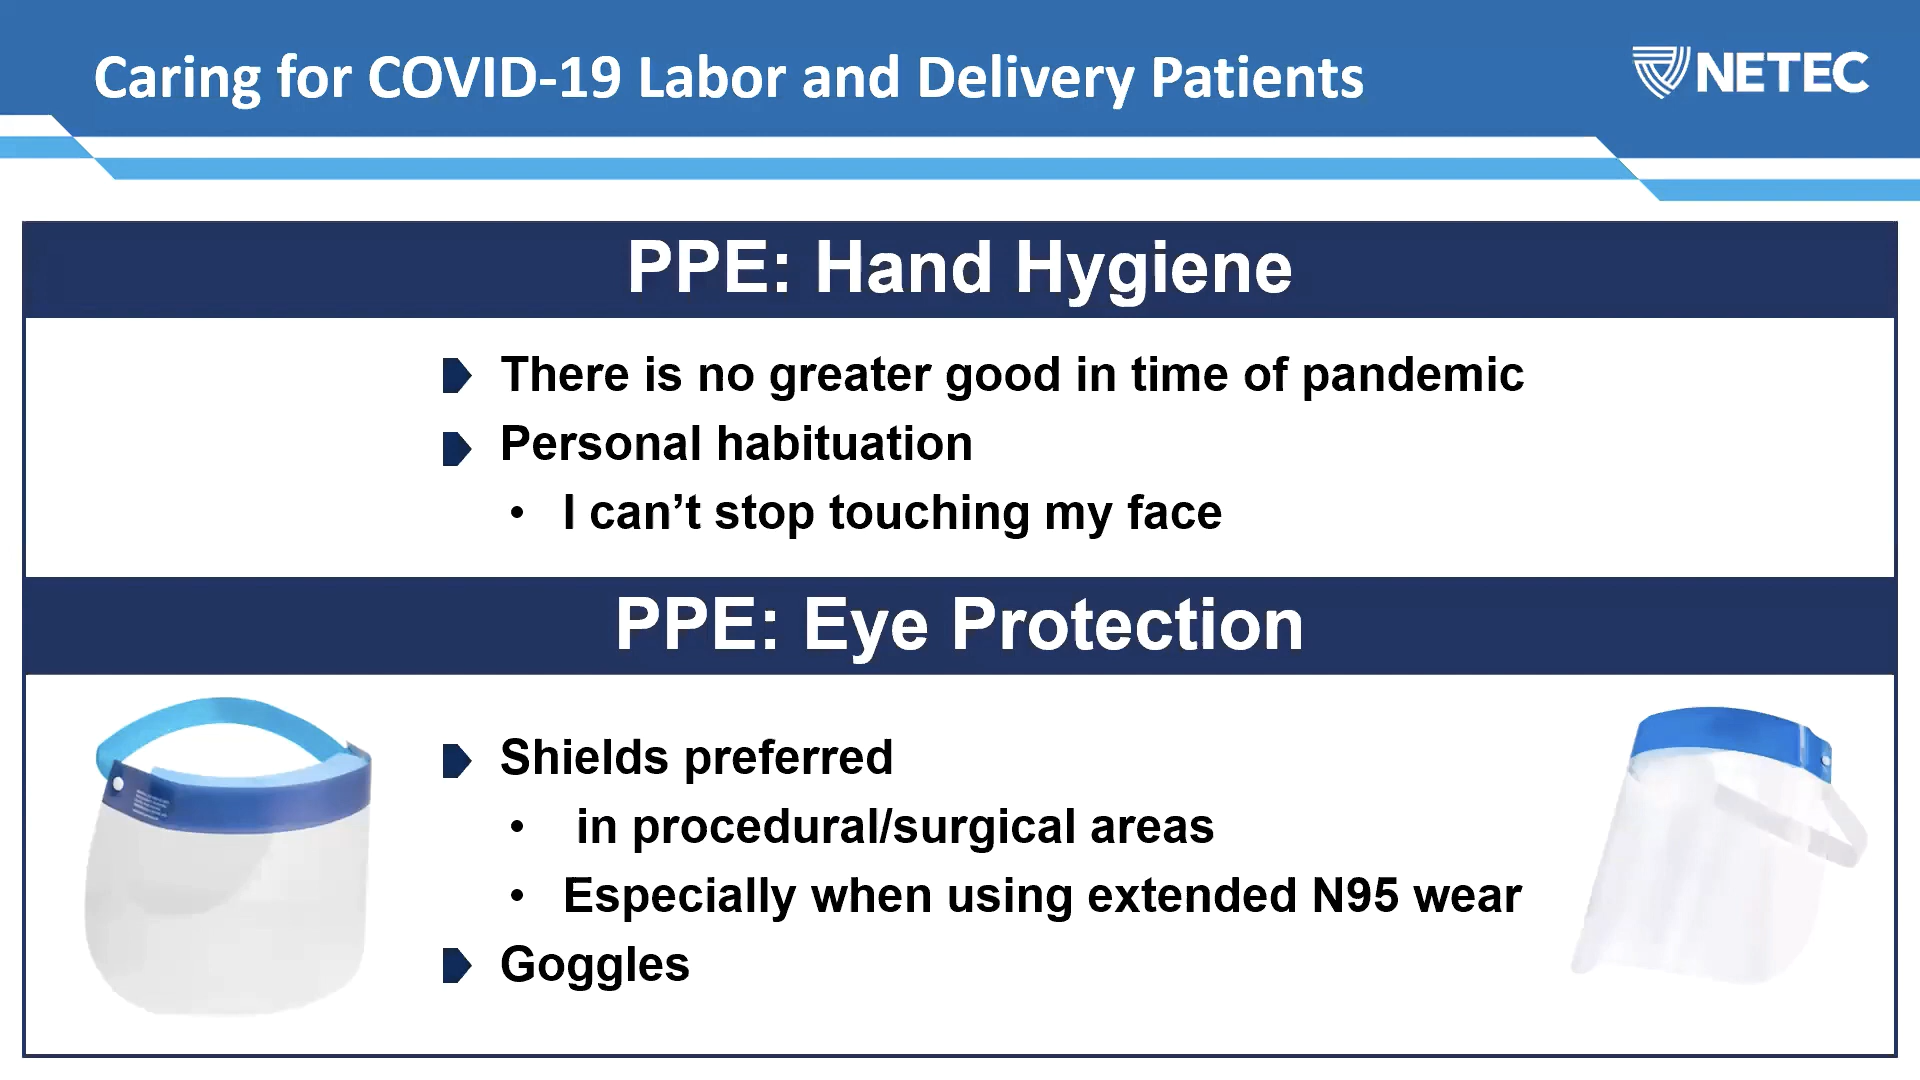 Caring for COVID-19 Labor and Delivery Patients
NETEC
PPE: Hand Hygiene
There is no greater good in time of pandemic
Personal habituation
• I can’t stop touching my face
PPE: Eye Protection
Shields preferred
• in procedural/surgical areas
• Especially when using extended N95 wear
Goggles